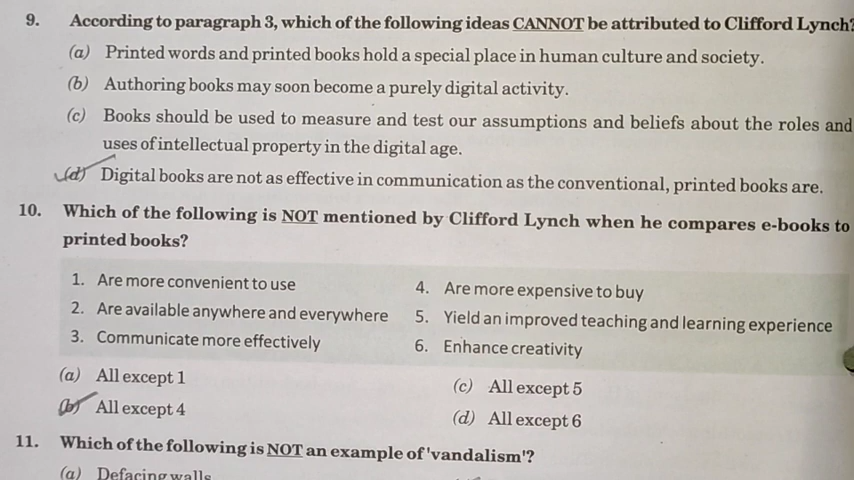 9. According to paragraph 3, which of the following ideas CANNOT be attributed to Clifford Lynch?
(a) Printed words and printed books hold a special place in human culture and society.
(b) Authoring books may soon become a purely digital activity.
(c) Books should be used to measure and test our assumptions and beliefs about the roles and
uses of intellectual property in the digital age.
(d) Digital books are not as effective in communication as the conventional, printed books are.
10. Which of the following is NOT mentioned by Clifford Lynch when he compares e-books to
printed books?
1. Are more convenient to use
2. Are available anywhere and everywhere
3. Communicate more effectively
4. Are more expensive to buy
5. Yield an improved teaching and learning experience
6. Enhance creativity
(a) All except 1
(b) All except 4
(c) All except 5
(d) All except 6
11. Which of the following is NOT an example of 'vandalism'?
(a) Defacing walls